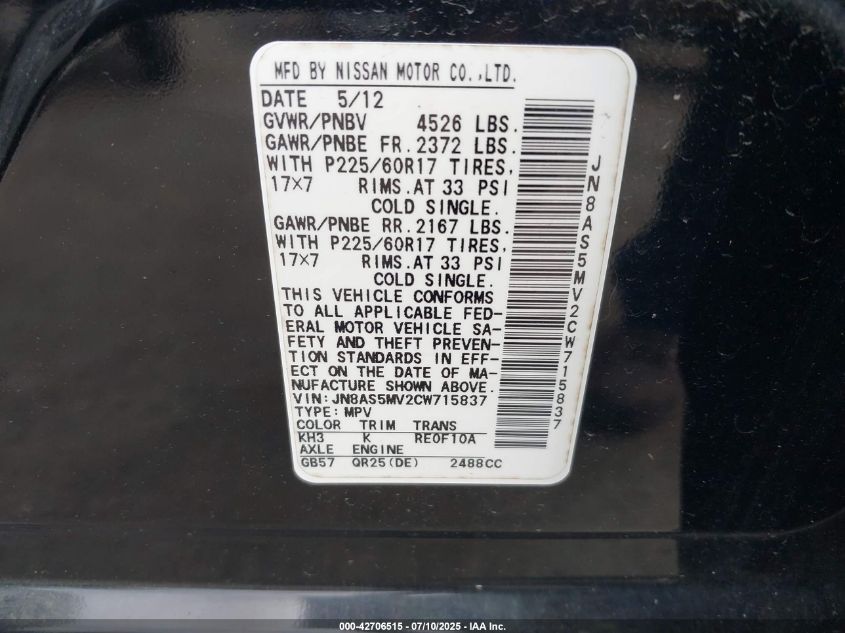 MFD BY NISSAN MOTOR CO.,LTD.
DATE 5/12
GVWR/PNBV 4526 LBS.
GAWR/PNBE FR.2372 LBS.
WITH P225/60R17 TIRES,
17×7 RIMS.AT 33 PSI
COLD SINGLE.
GAWR/PNBE RR.2167 LBS.
WITH P225/60R17 TIRES,
17×7 RIMS.AT 33 PSI
COLD SINGLE.
THIS VEHICLE CONFORMS
TO ALL APPLICABLE FED-
ERAL MOTOR VEHICLE SA-
FETY AND THEFT PREVEN-
TION STANDARDS IN EFF-
ECT ON THE DATE OF MA-
NUFACTURE SHOWN ABOVE.
VIN:JN8AS5MV2CW715837
TYPE:MPV
COLOR TRIM TRANS
KH3 K RE0F10A
AXLE ENGINE
GB57 QR25(DE) 2488CC
JN8AS5MV2CW715837
000-42706515 - 07/10/2025 - IAA Inc.